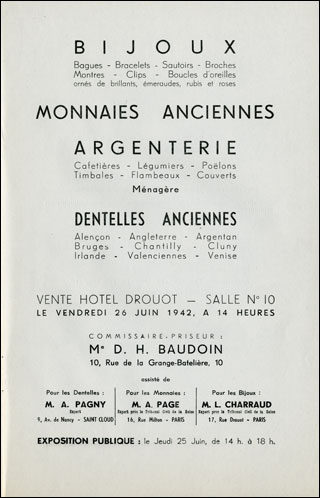 BIJOUX
Bagues - Bracelets - Sautoirs - Broches
Montres - Clips - Boucles d'oreilles
ornés de brillants, émeraudes, rubis et roses
MONNAIES ANCIENNES
ARGENTERIE
Cafetières - Légumiers - Poëlons
Timbales - Flambeaux - Couverts
Ménagère
DENTELLES ANCIENNES
Alençon - Angleterre - Argentan
Bruges - Chantilly - Cluny
Irlande - Valenciennes - Venise
VENTE HOTEL DROUOT — SALLE N° 10
LE VENDREDI 26 JUIN 1942, A 14 HEURES
COMMISSAIRE-PRISEUR :
Me D. H. BAUDOIN
10, Rue de la Grange-Batelière, 10
assisté de
Pour les Dentelles :
M. A. PAGNY
Expert
9, Av. de Nancy - SAINT CLOUD
Pour les Monnaies :
M. A. PAGE
Expert près le Tribunal Civil de la Seine
16, Rue Milton - PARIS
Pour les Bijoux :
M. L. CHARRAUD
Expert près le Tribunal Civil de la Seine
17, Rue Drouot - PARIS
EXPOSITION PUBLIQUE : le Jeudi 25 Juin, de 14 h. à 18 h.